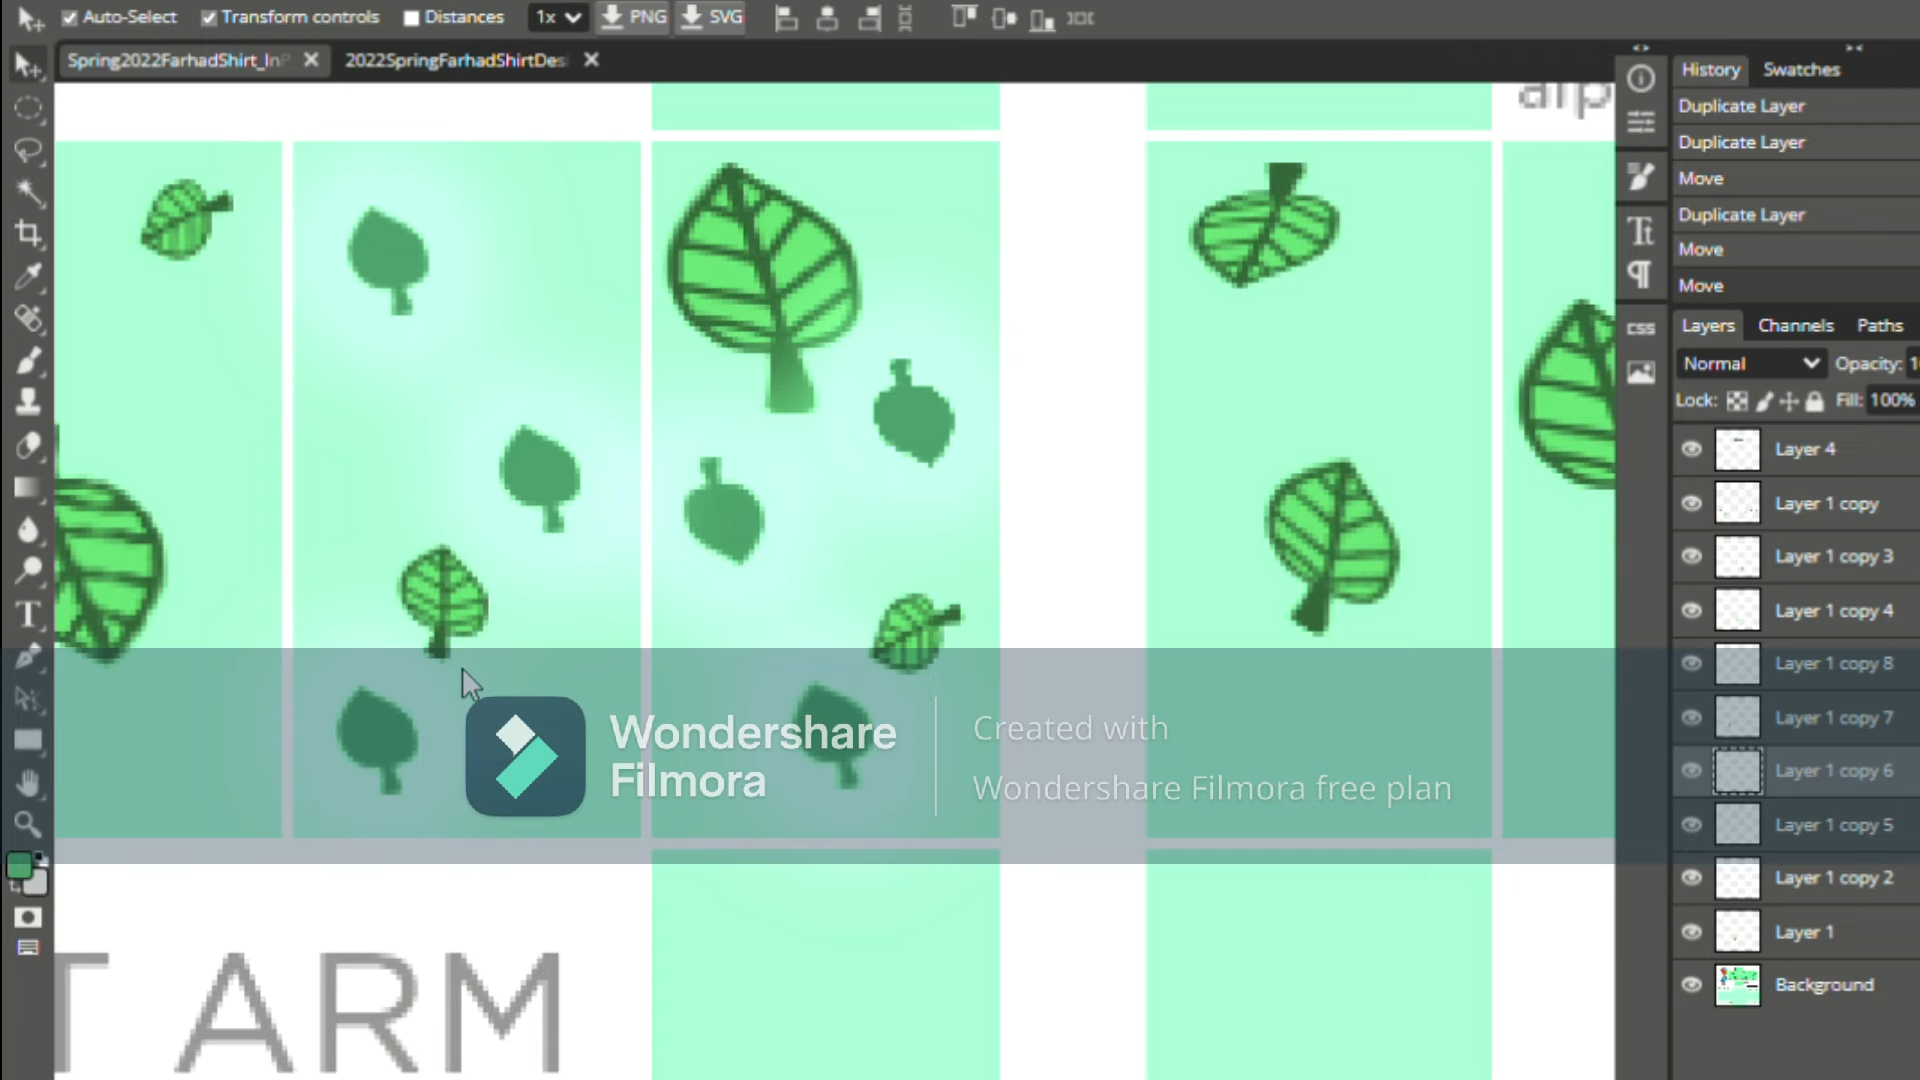 Auto-Select Transform controls Distances 1x PNG SVG
Spring2022FarhadShirt_InP 2022SpringFarhadShirtDes
History Swatches
Duplicate Layer
Duplicate Layer
Move
Duplicate Layer
Move
Move
Layers Channels Paths
Normal Opacity:
Lock: Fill: 100%
Layer 4
Layer 1 copy
Layer 1 copy 3
Layer 1 copy 4
Layer 1 copy 8
Layer 1 copy 7
Layer 1 copy 6
Layer 1 copy 5
Layer 1 copy 2
Layer 1
Background
CSS
Wondershare
Filmora
Created with
Wondershare Filmora free plan
T ARM